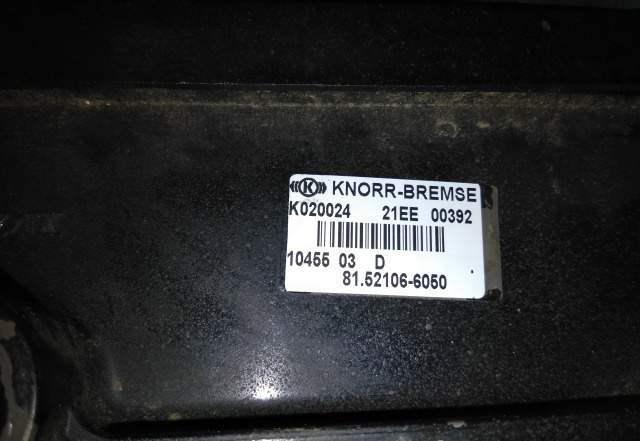 KNORR-BREMSE
K020024 21EE 00392
10455 03 D
81.52106-6050